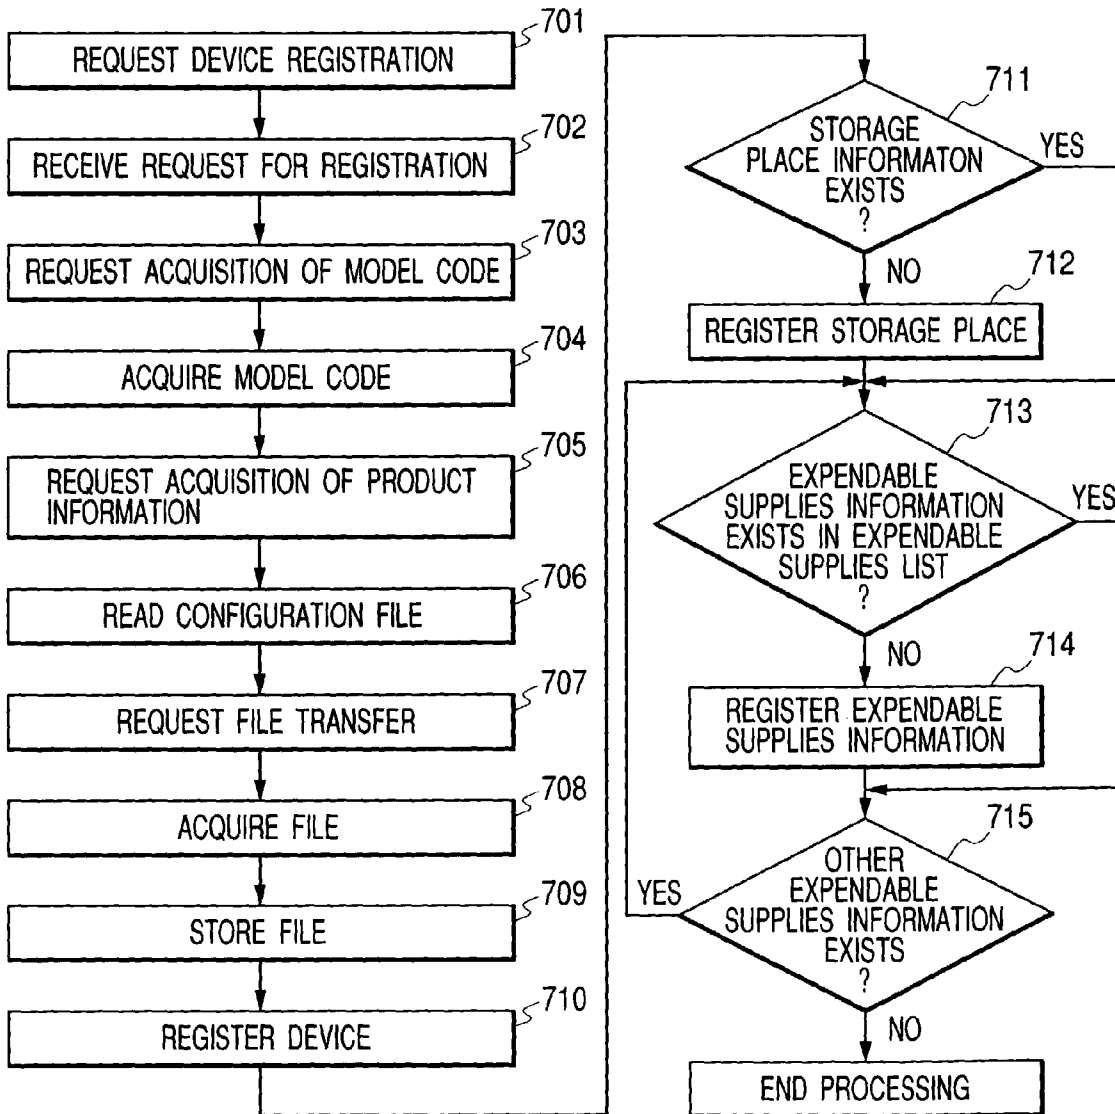 701
REQUEST DEVICE REGISTRATION
702
RECEIVE REQUEST FOR REGISTRATION
703
REQUEST ACQUISITION OF MODEL CODE
704
ACQUIRE MODEL CODE
705
REQUEST ACQUISITION OF PRODUCT
INFORMATION
706
READ CONFIGURATION FILE
707
REQUEST FILE TRANSFER
708
ACQUIRE FILE
709
STORE FILE
710
REGISTER DEVICE
711
STORAGE
PLACE INFORMATON
EXISTS
?
YES
NO
712
REGISTER STORAGE PLACE
713
EXPENDABLE
SUPPLIES INFORMATION
EXISTS IN EXPENDABLE
SUPPLIES LIST
?
YES
NO
714
REGISTER EXPENDABLE
SUPPLIES INFORMATION
715
OTHER
EXPENDABLE
SUPPLIES INFORMATION
EXISTS
?
YES
NO
END PROCESSING